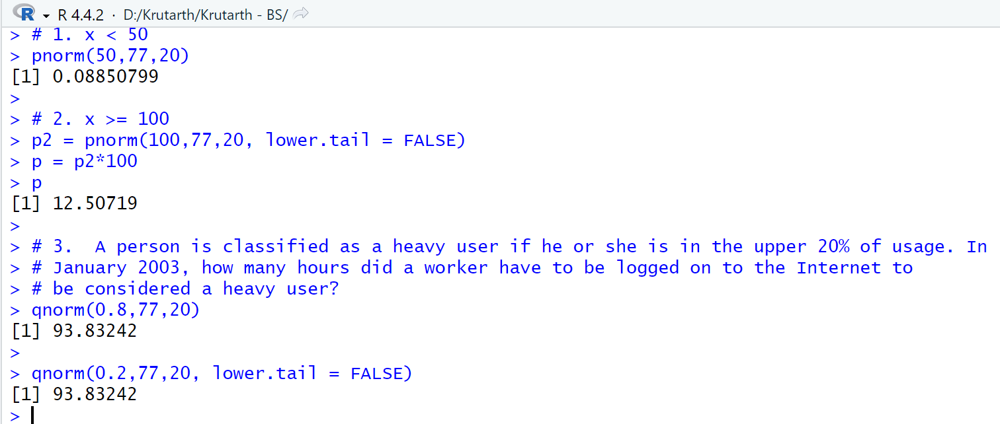 R R 4.4.2 · D:/Krutarth/Krutarth - BS/
> # 1. x < 50
> pnorm(50,77,20)
[1] 0.08850799
>
> # 2. x >= 100
> p2 = pnorm(100,77,20, lower.tail = FALSE)
> p = p2*100
> p
[1] 12.50719
>
> # 3.  A person is classified as a heavy user if he or she is in the upper 20% of usage. In
> # January 2003, how many hours did a worker have to be logged on to the Internet to
> # be considered a heavy user?
> qnorm(0.8,77,20)
[1] 93.83242
>
> qnorm(0.2,77,20, lower.tail = FALSE)
[1] 93.83242
>